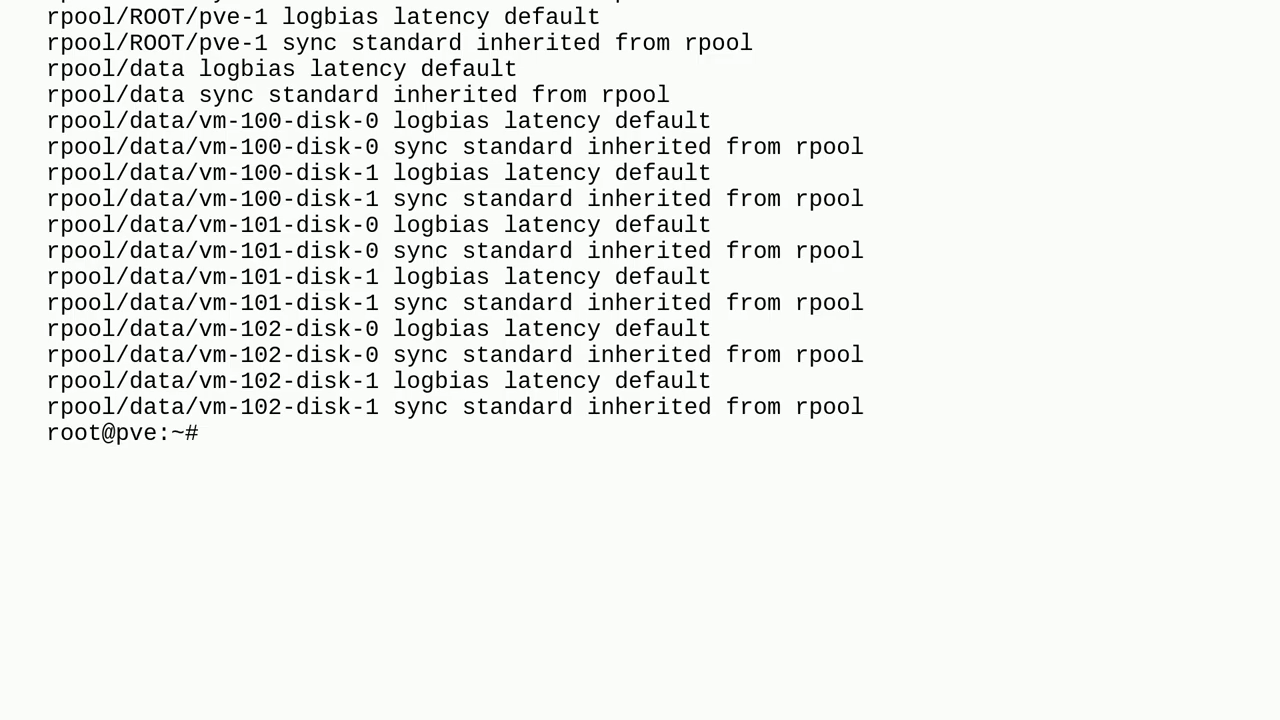 rpool/ROOT/pve-1 logbias latency default
rpool/ROOT/pve-1 sync standard inherited from rpool
rpool/data logbias latency default
rpool/data sync standard inherited from rpool
rpool/data/vm-100-disk-0 logbias latency default
rpool/data/vm-100-disk-0 sync standard inherited from rpool
rpool/data/vm-100-disk-1 logbias latency default
rpool/data/vm-100-disk-1 sync standard inherited from rpool
rpool/data/vm-101-disk-0 logbias latency default
rpool/data/vm-101-disk-0 sync standard inherited from rpool
rpool/data/vm-101-disk-1 logbias latency default
rpool/data/vm-101-disk-1 sync standard inherited from rpool
rpool/data/vm-102-disk-0 logbias latency default
rpool/data/vm-102-disk-0 sync standard inherited from rpool
rpool/data/vm-102-disk-1 logbias latency default
rpool/data/vm-102-disk-1 sync standard inherited from rpool
root@pve:~#